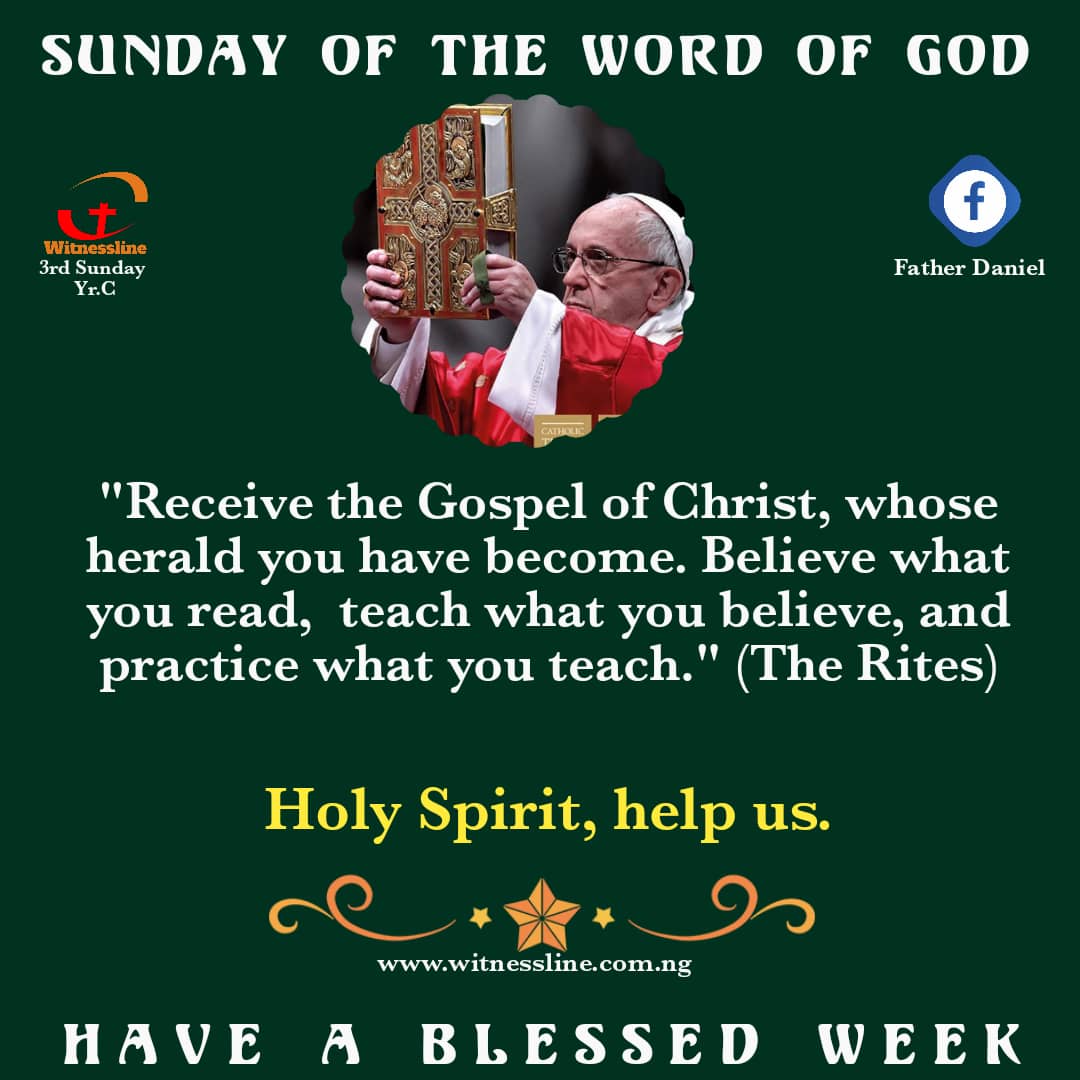 SUNDAY OF THE WORD OF GOD
Witnessline
3rd Sunday
Yr.C
f
Father Daniel
CATHOLIC
"Receive the Gospel of Christ, whose
herald you have become. Believe what
you read, teach what you believe, and
practice what you teach." (The Rites)
Holy Spirit, help us.
www.witnessline.com.ng
HAVE A BLESSED WEEK